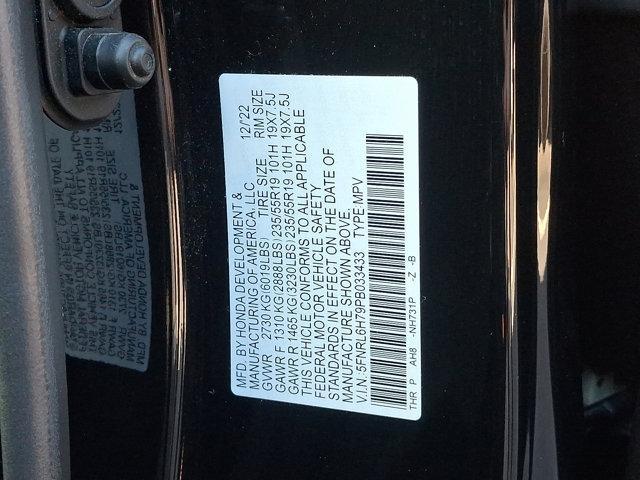 MFD. BY HONDA DEVELOPMENT &
MANUFACTURING OF AMERICA, LLC 12/22
GVWR 2730 KG(6019LBS) TIRE SIZE RIM SIZE
GAWR F 1310 KG(2888LBS) 235/55R19 101H 19X7.5J
GAWR R 1465 KG(3230LBS) 235/55R19 101H 19X7.5J
THIS VEHICLE CONFORMS TO ALL APPLICABLE
FEDERAL MOTOR VEHICLE SAFETY
STANDARDS IN EFFECT ON THE DATE OF
MANUFACTURE SHOWN ABOVE.
V.I.N. 5FNRL6H79PB033433 TYPE MPV
THR P AH8 -NH731P -Z -B